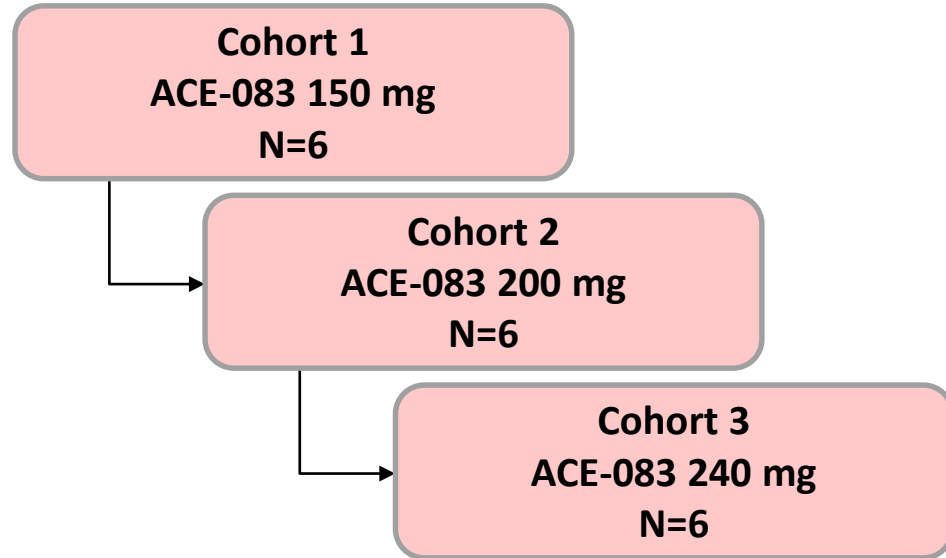 Cohort 1
ACE-083 150 mg
N=6
Cohort 2
ACE-083 200 mg
N=6
Cohort 3
ACE-083 240 mg
N=6